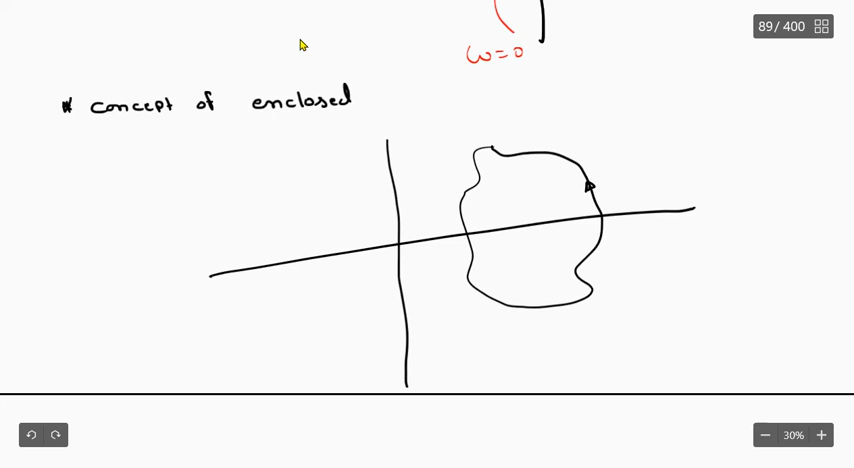 89/400
ω=0
* concept of enclosed
30%